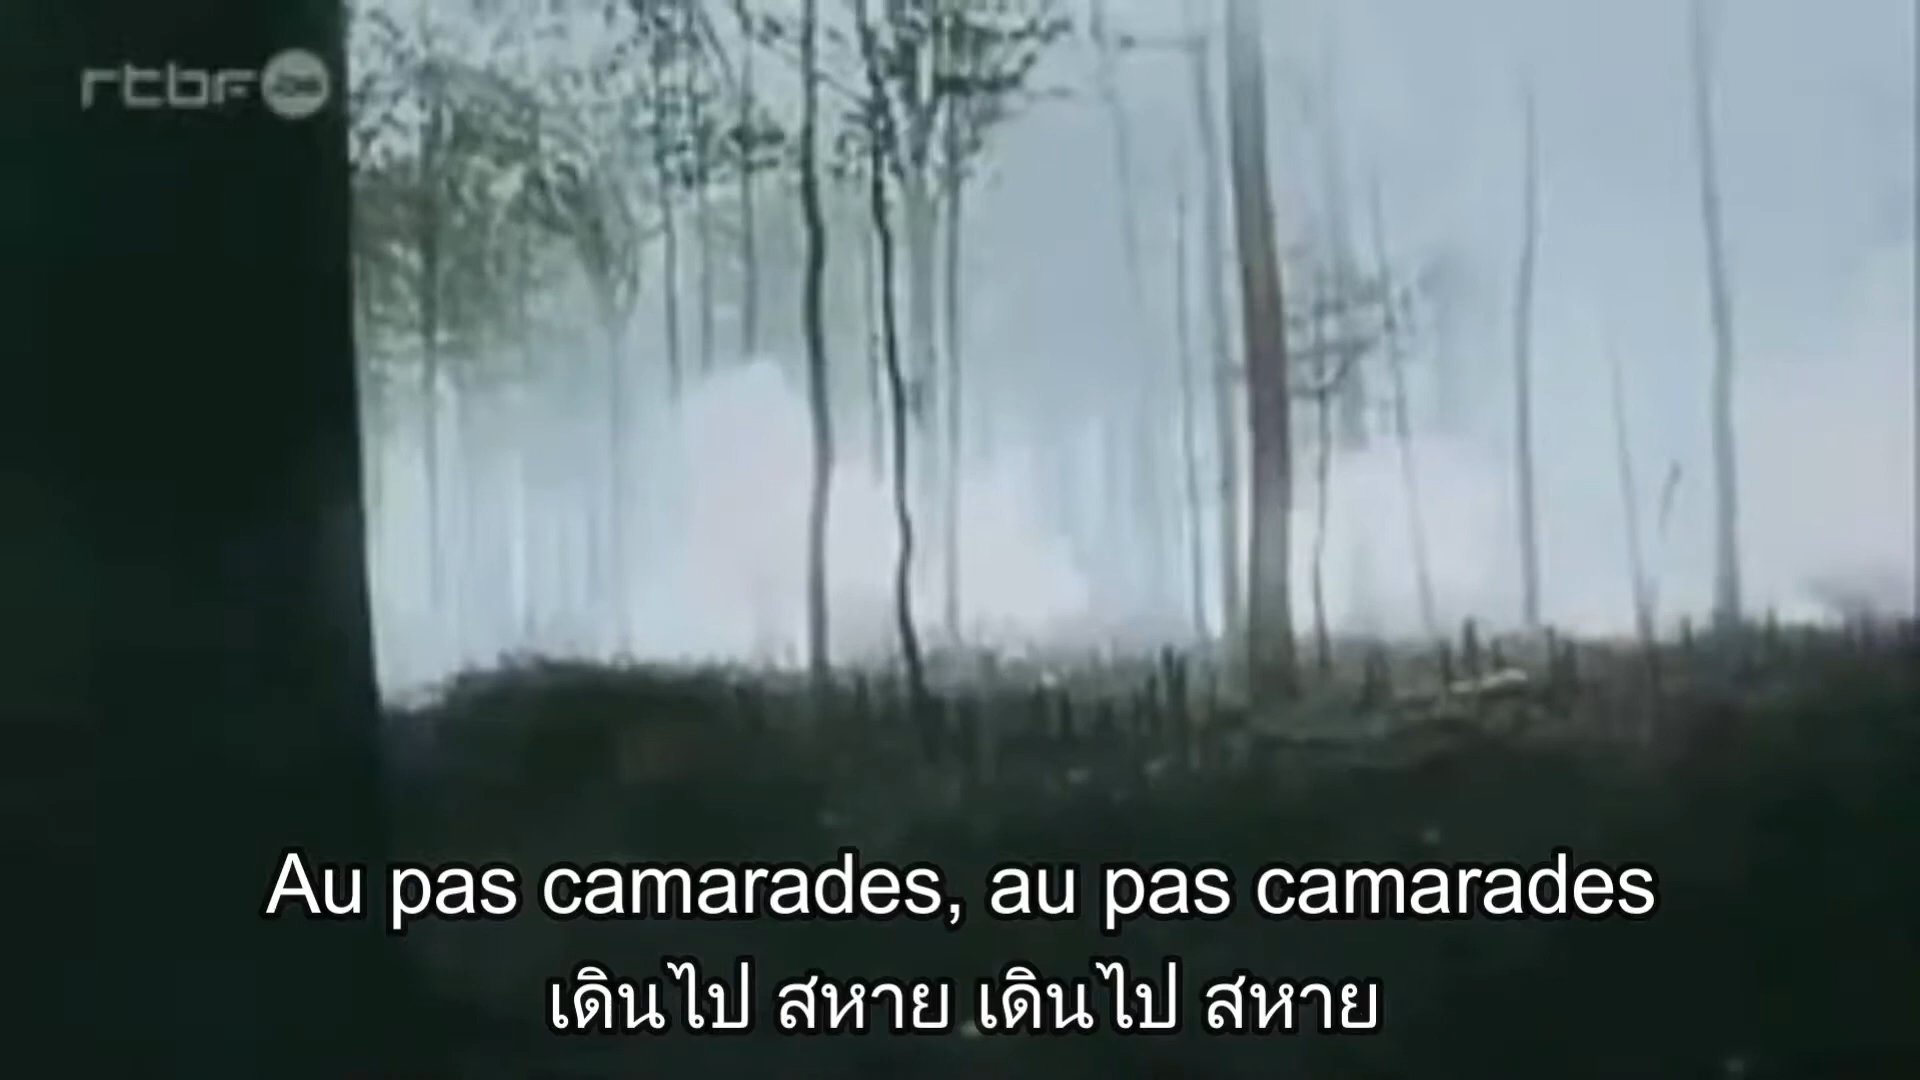 rtbf
Au pas camarades, au pas camarades
เดินไป สหาย เดินไป สหาย